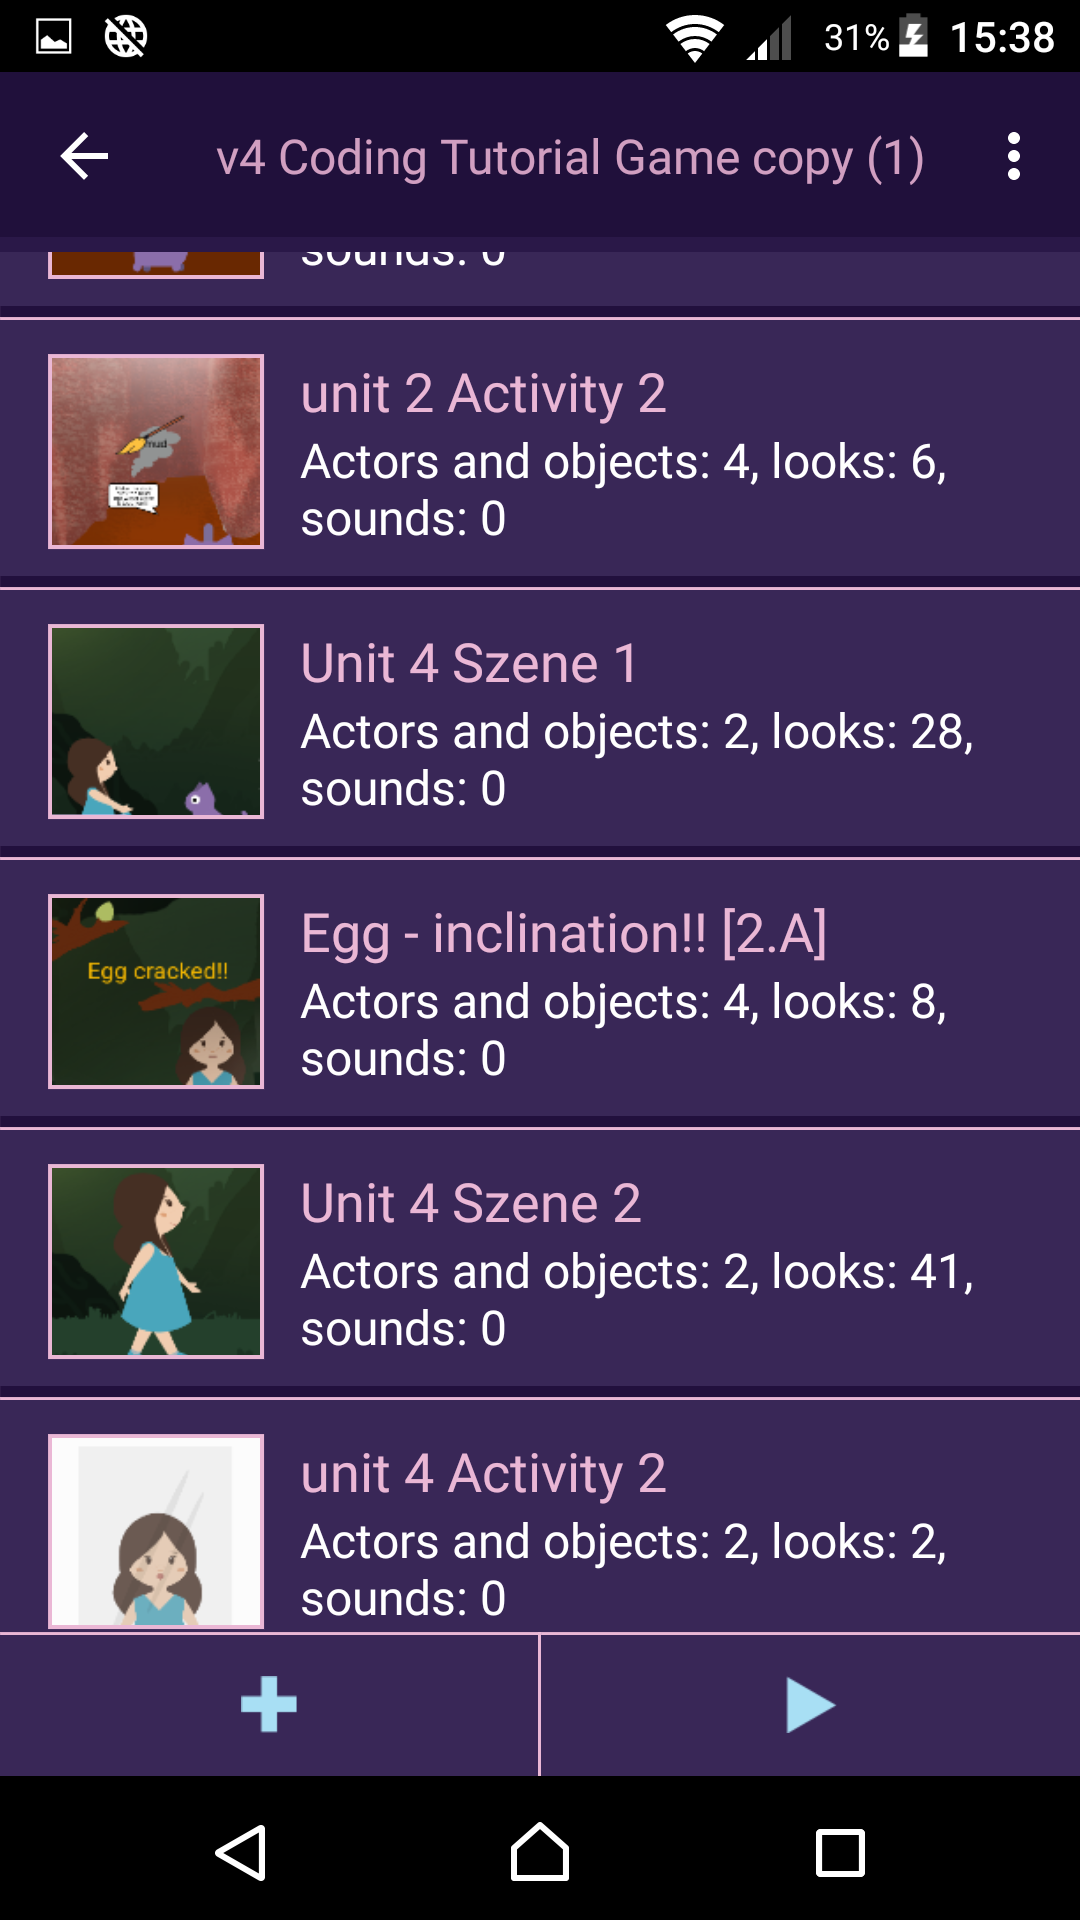 31% 15:38
v4 Coding Tutorial Game copy (1)
sounds: 0
unit 2 Activity 2
Actors and objects: 4, looks: 6,
sounds: 0
mud
Unit 4 Szene 1
Actors and objects: 2, looks: 28,
sounds: 0
Egg - inclination!! [2.A]
Egg cracked!!
Actors and objects: 4, looks: 8,
sounds: 0
Unit 4 Szene 2
Actors and objects: 2, looks: 41,
sounds: 0
unit 4 Activity 2
Actors and objects: 2, looks: 2,
sounds: 0